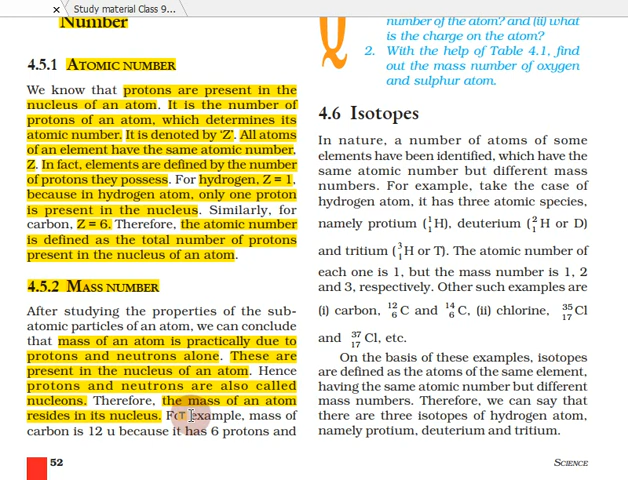 Study material Class 9...
Number
4.5.1 ATOMIC NUMBER
We know that protons are present in the
nucleus of an atom. It is the number of
protons of an atom, which determines its
atomic number. It is denoted by ‘Z’. All atoms
of an element have the same atomic number,
Z. In fact, elements are defined by the number
of protons they possess. For hydrogen, Z = 1,
because in hydrogen atom, only one proton
is present in the nucleus. Similarly, for
carbon, Z = 6. Therefore, the atomic number
is defined as the total number of protons
present in the nucleus of an atom.
4.5.2 MASS NUMBER
After studying the properties of the sub-
atomic particles of an atom, we can conclude
that mass of an atom is practically due to
protons and neutrons alone. These are
present in the nucleus of an atom. Hence
protons and neutrons are also called
nucleons. Therefore, the mass of an atom
resides in its nucleus. For example, mass of
carbon is 12 u because it has 6 protons and
52
Q
number of the atom? and (ii) what
is the charge on the atom?
2. With the help of Table 4.1, find
out the mass number of oxygen
and sulphur atom.
4.6 Isotopes
In nature, a number of atoms of some
elements have been identified, which have the
same atomic number but different mass
numbers. For example, take the case of
hydrogen atom, it has three atomic species,
namely protium (¹₁H), deuterium (²₁H or D)
and tritium (³₁H or T). The atomic number of
each one is 1, but the mass number is 1, 2
and 3, respectively. Other such examples are
(i) carbon, ¹²₆C and ¹⁴₆C, (ii) chlorine, ³⁵₁₇Cl
and ³⁷₁₇Cl, etc.
On the basis of these examples, isotopes
are defined as the atoms of the same element,
having the same atomic number but different
mass numbers. Therefore, we can say that
there are three isotopes of hydrogen atom,
namely protium, deuterium and tritium.
SCIENCE